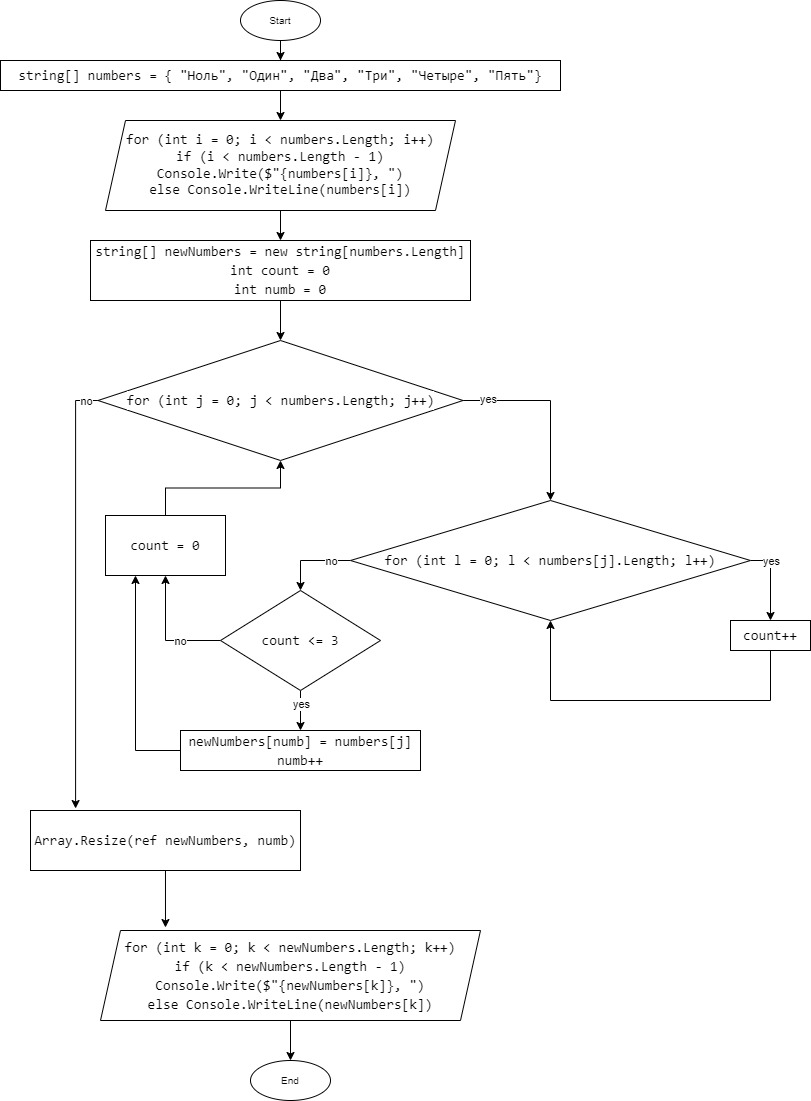 Start
string[] numbers = { "Ноль", "Один", "Два", "Три", "Четыре", "Пять"}
for (int i = 0; i < numbers.Length; i++)
if (i < numbers.Length - 1)
Console.Write($"{numbers[i]}, ")
else Console.WriteLine(numbers[i])
string[] newNumbers = new string[numbers.Length]
int count = 0
int numb = 0
no
for (int j = 0; j < numbers.Length; j++)
yes
count = 0
no
for (int l = 0; l < numbers[j].Length; l++)
yes
no
count <= 3
count++
yes
newNumbers[numb] = numbers[j]
numb++
Array.Resize(ref newNumbers, numb)
for (int k = 0; k < newNumbers.Length; k++)
if (k < newNumbers.Length - 1)
Console.Write($"{newNumbers[k]}, ")
else Console.WriteLine(newNumbers[k])
End